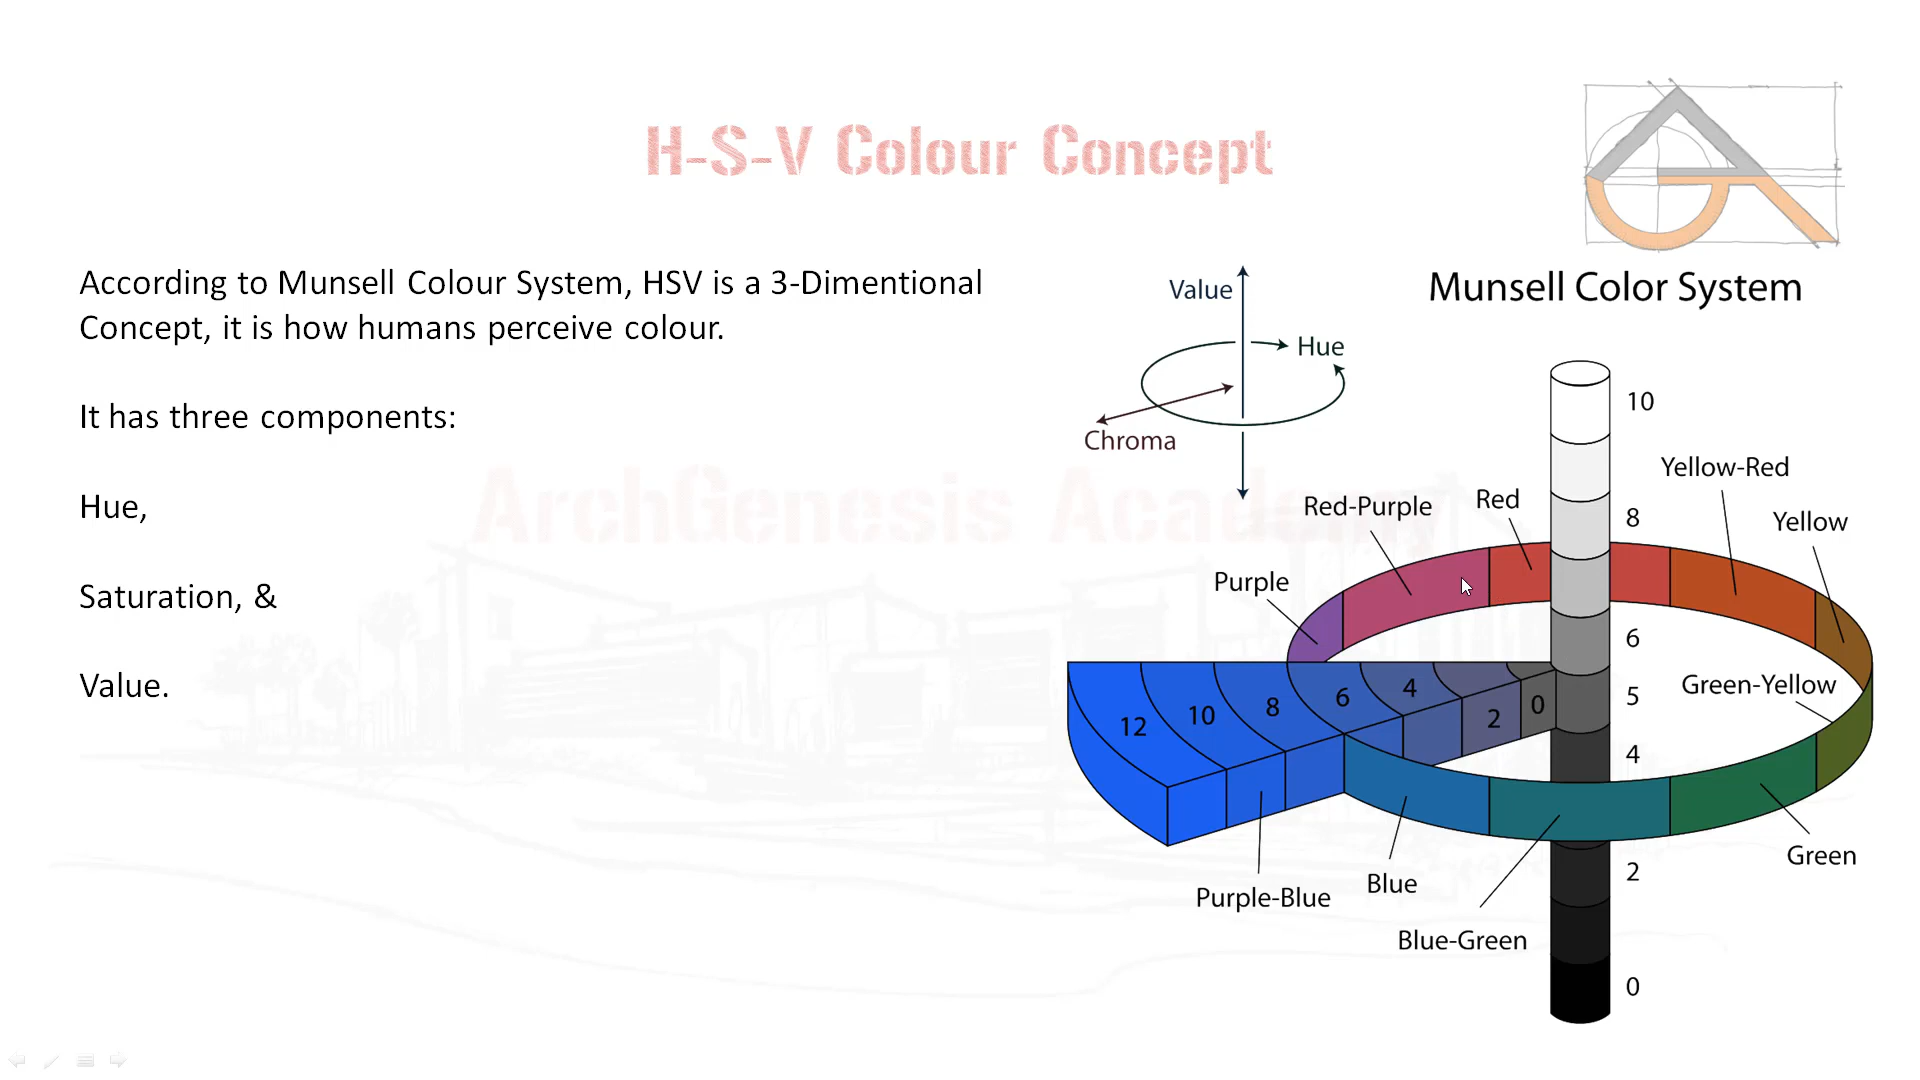 H-S-V Colour Concept
According to Munsell Colour System, HSV is a 3-Dimentional
Concept, it is how humans perceive colour.
It has three components:
Hue,
Saturation, &
Value.
ArchGenesis Academy
Munsell Color System
Value
Hue
Chroma
10
Yellow-Red
Red
Red-Purple
8
Yellow
Purple
6
Green-Yellow
5
12
10
8
6
4
2
0
4
Green
2
Blue
Purple-Blue
Blue-Green
0